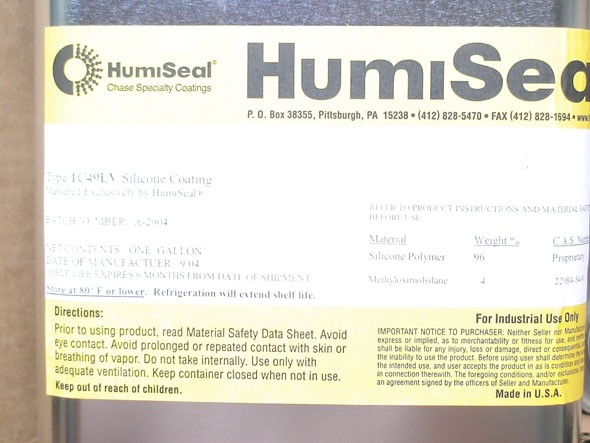 HUMISEAL®
Chase Specialty Coatings
HUMISEA
P. O. Box 38355, Pittsburgh, PA 15238 • (412) 828-5470 • FAX (412) 828-1694 •
Type 1C49LV Silicone Coating
Marketed Exclusively by HumiSeal®
BATCH NUMBER: A-2904
NET CONTENTS: ONE GALLON
DATE OF MANUFACTUER: 9/04
SHELF LIFE EXPIRES 6 MONTHS FROM DATE OF SHIPMENT
Store at 80° F or lower. Refrigeration will extend shelf life.
REFER TO PRODUCT INSTRUCTIONS AND MATERIAL SAFE
BEFORE USE
Material Weight % C.A.S. Num
Silicone Polymer 96 Proprietary
Methyloximolsilane 4
Directions:
Prior to using product, read Material Safety Data Sheet. Avoid
eye contact. Avoid prolonged or repeated contact with skin or
breathing of vapor. Do not take internally. Use only with
adequate ventilation. Keep container closed when not in use.
Keep out of reach of children.
For Industrial Use Only
IMPORTANT NOTICE TO PURCHASER: Neither Seller nor Manufac
express or implied, as to merchantability or fitness for use, and
shall be liable for any injury, loss or damage, direct or consequential,
the inability to use the product. Before using user shall determine the
the intended use, and user accepts the product in as is condition
in connection therewith. The foregoing conditions, and/or exclusions,
an agreement signed by the officers of Seller and Manufacturer.
Made in U.S.A.